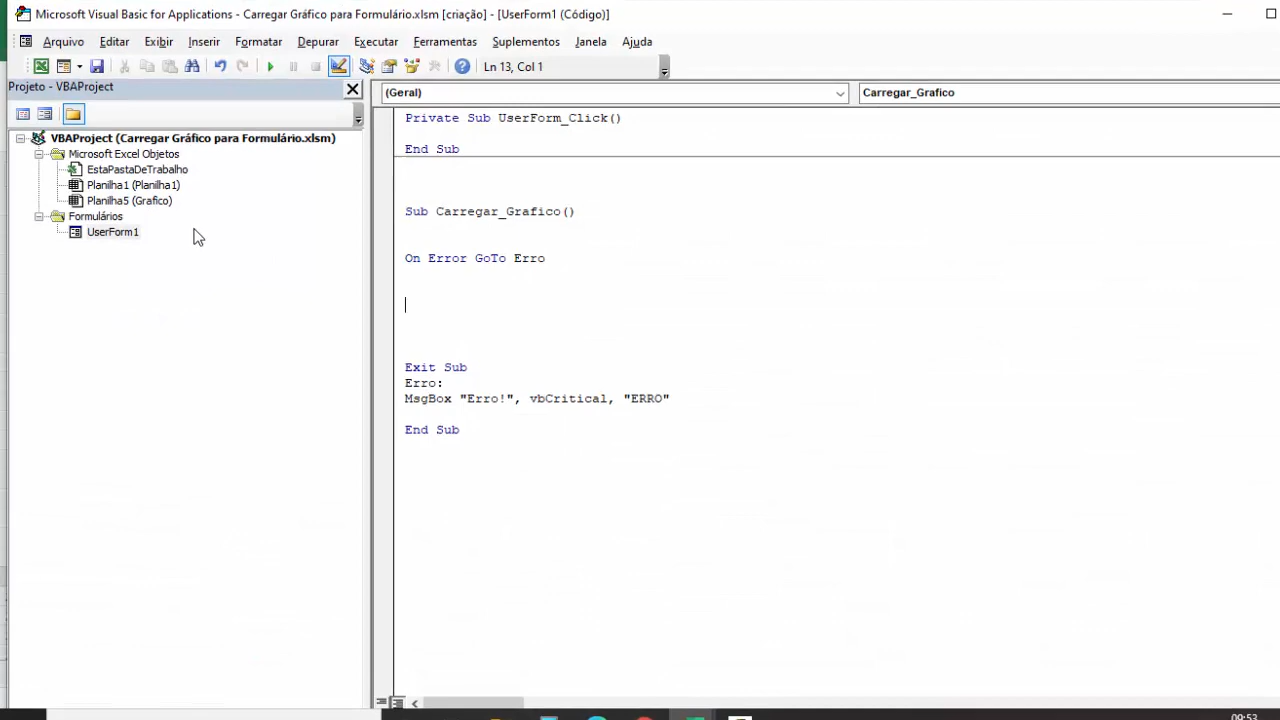 Microsoft Visual Basic for Applications - Carregar Gráfico para Formulário.xlsm [criação] - [UserForm1 (Código)]
Arquivo Editar Exibir Inserir Formatar Depurar Executar Ferramentas Suplementos Janela Ajuda
Ln 13, Col 1
Projeto - VBAProject
(Geral)
Carregar_Grafico
VBAProject (Carregar Gráfico para Formulário.xlsm)
Microsoft Excel Objetos
EstaPastaDeTrabalho
Planilha1 (Planilha1)
Planilha5 (Grafico)
Formulários
UserForm1
Private Sub UserForm_Click()
End Sub
Sub Carregar_Grafico()
On Error GoTo Erro
Exit Sub
Erro:
MsgBox "Erro!", vbCritical, "ERRO"
End Sub
09:53